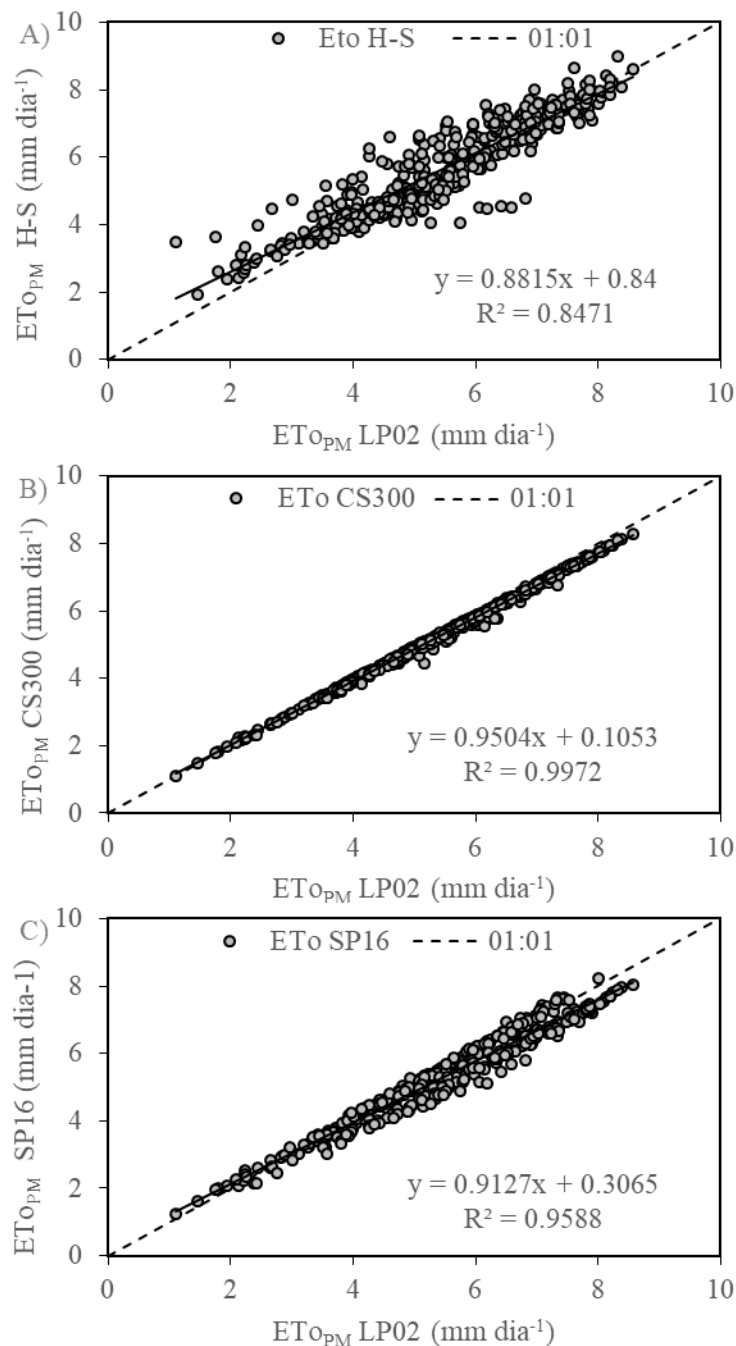 A)
Eto H-S 01:01
10
8
6
4
2
0
ETo_PM H-S (mm dia⁻¹)
y = 0.8815x + 0.84
R² = 0.8471
0 2 4 6 8 10
ETo_PM LP02 (mm dia⁻¹)
B)
ETo CS300 01:01
10
8
6
4
2
0
ETo_PM CS300 (mm dia⁻¹)
y = 0.9504x + 0.1053
R² = 0.9972
0 2 4 6 8 10
ETo_PM LP02 (mm dia⁻¹)
C)
ETo SP16 01:01
10
8
6
4
2
0
ETo_PM SP16 (mm dia-1)
y = 0.9127x + 0.3065
R² = 0.9588
0 2 4 6 8 10
ETo_PM LP02 (mm dia⁻¹)